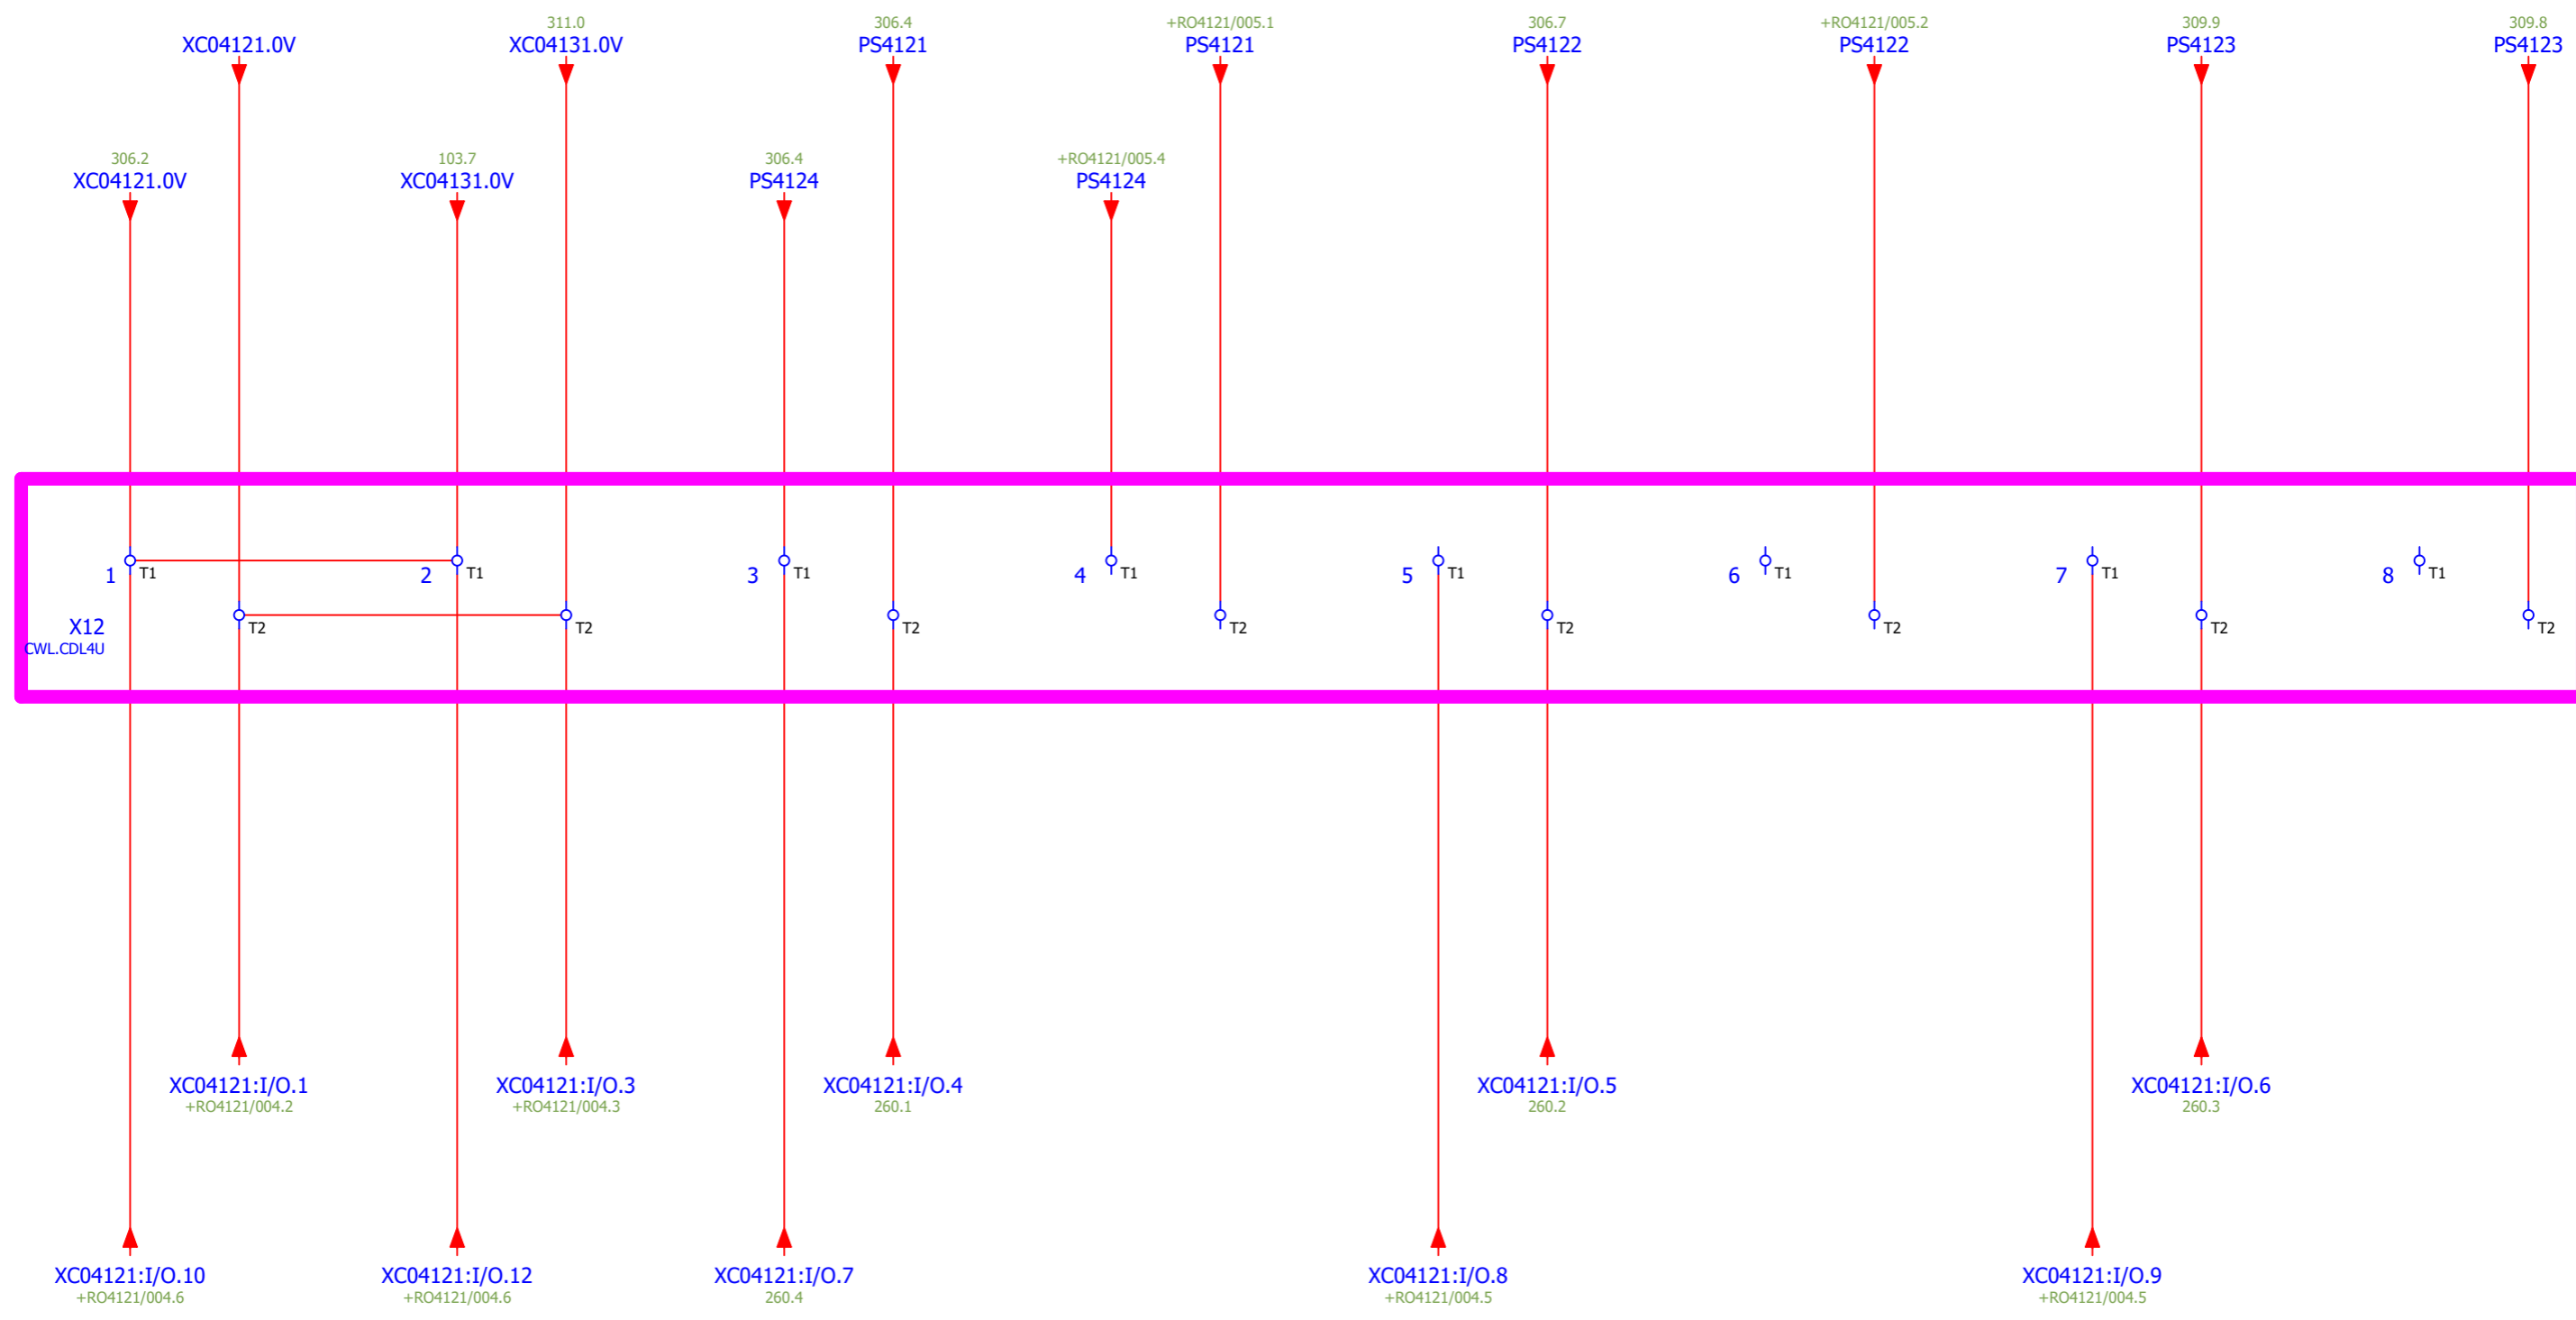 311.0 306.4 +RO4121/005.1 306.7 +RO4121/005.2 309.9 309.8
XC04121.0V XC04131.0V PS4121 PS4121 PS4122 PS4122 PS4123 PS4123
306.2 103.7 306.4 +RO4121/005.4
XC04121.0V XC04131.0V PS4124 PS4124
1 T1 2 T1 3 T1 4 T1 5 T1 6 T1 7 T1 8 T1
X12 T2 T2 T2 T2 T2 T2 T2 T2
CWL.CDL4U
XC04121:I/O.1 XC04121:I/O.3 XC04121:I/O.4 XC04121:I/O.5 XC04121:I/O.6
+RO4121/004.2 +RO4121/004.3 260.1 260.2 260.3
XC04121:I/O.10 XC04121:I/O.12 XC04121:I/O.7 XC04121:I/O.8 XC04121:I/O.9
+RO4121/004.6 +RO4121/004.6 260.4 +RO4121/004.5 +RO4121/004.5